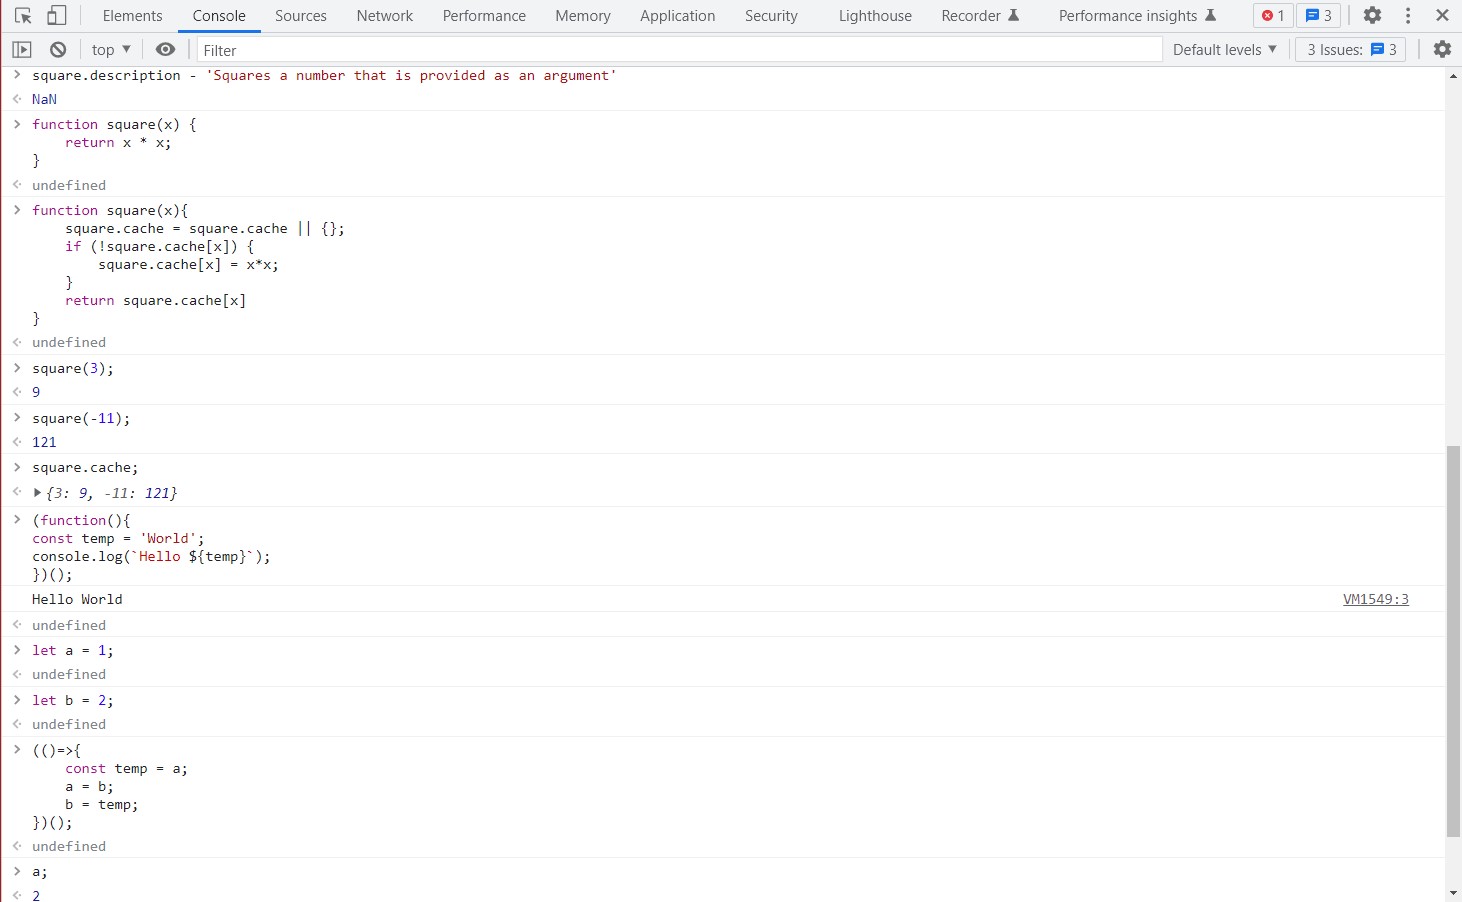 Elements Console Sources Network Performance Memory Application Security Lighthouse Recorder Performance insights 1 3
top Filter Default levels 3 Issues: 3
square.description - 'Squares a number that is provided as an argument'
NaN
function square(x) {
    return x * x;
}
undefined
function square(x){
    square.cache = square.cache || {};
    if (!square.cache[x]) {
        square.cache[x] = x*x;
    }
    return square.cache[x]
}
undefined
square(3);
9
square(-11);
121
square.cache;
{3: 9, -11: 121}
(function(){
const temp = 'World';
console.log(`Hello ${temp}`);
})();
Hello World VM1549:3
undefined
let a = 1;
undefined
let b = 2;
undefined
(()=>{
    const temp = a;
    a = b;
    b = temp;
})();
undefined
a;
2